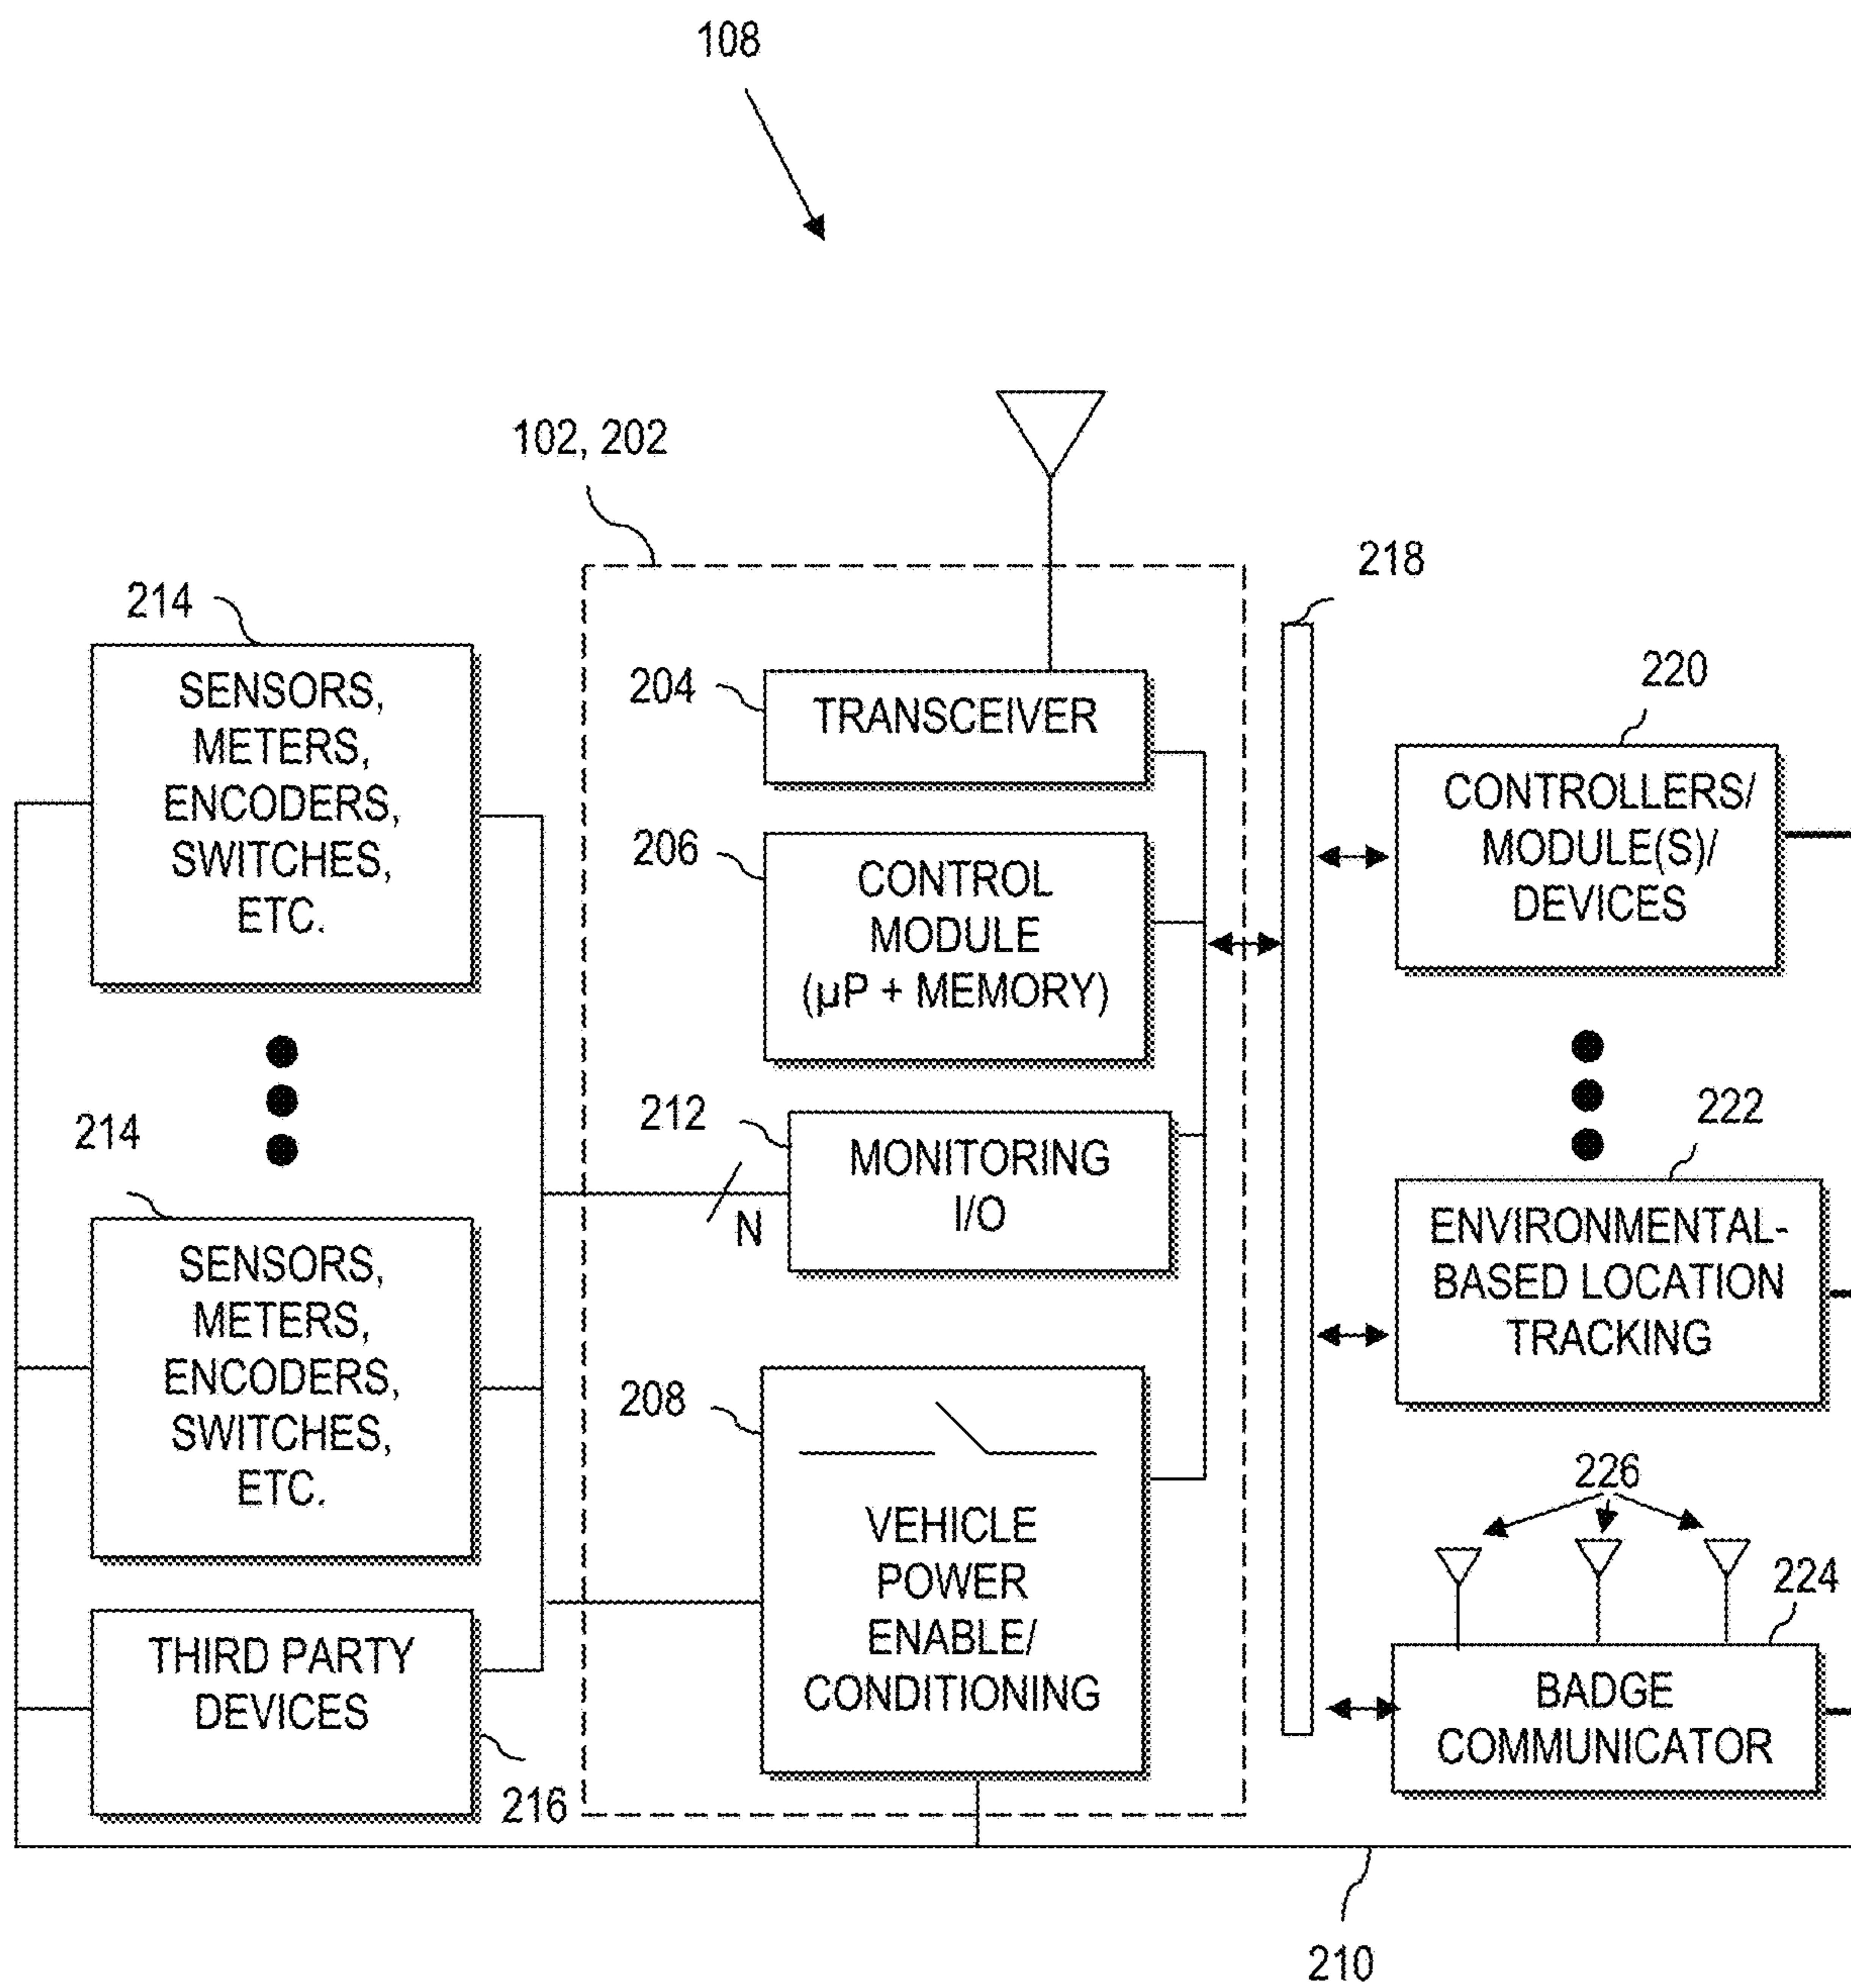 108
102, 202
218
214
SENSORS,
METERS,
ENCODERS,
SWITCHES,
ETC.
204
TRANSCEIVER
220
CONTROLLERS/
MODULE(S)/
DEVICES
206
CONTROL
MODULE
(µP + MEMORY)
214
SENSORS,
METERS,
ENCODERS,
SWITCHES,
ETC.
212
MONITORING
I/O
N
222
ENVIRONMENTAL-
BASED LOCATION
TRACKING
208
VEHICLE
POWER
ENABLE/
CONDITIONING
226
224
BADGE
COMMUNICATOR
THIRD PARTY
DEVICES
216
210